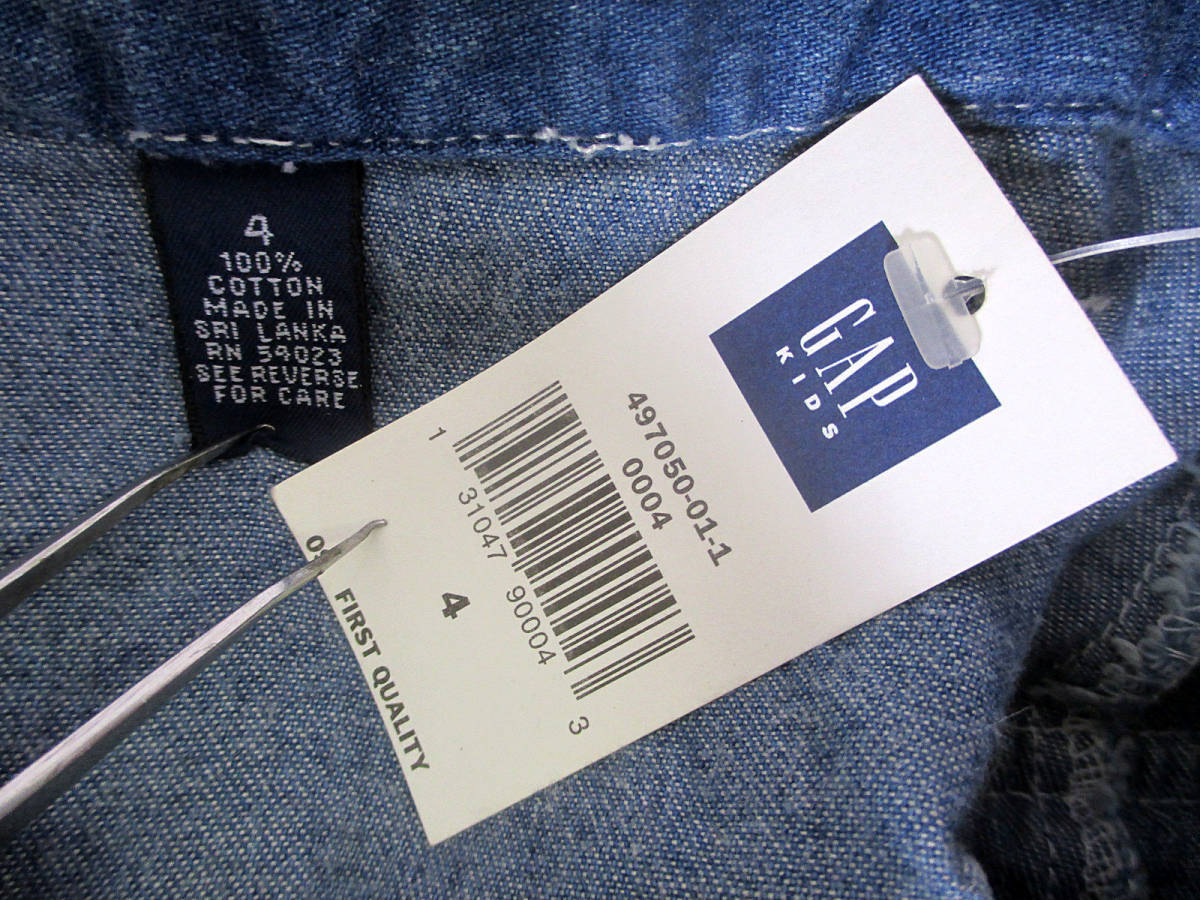 4
100%
COTTON
MADE IN
SRI LANKA
RN 54023
SEE REVERSE
FOR CARE
GAP
KIDS
497050-01-1
0004
1 31047 90004 3
4
FIRST QUALITY